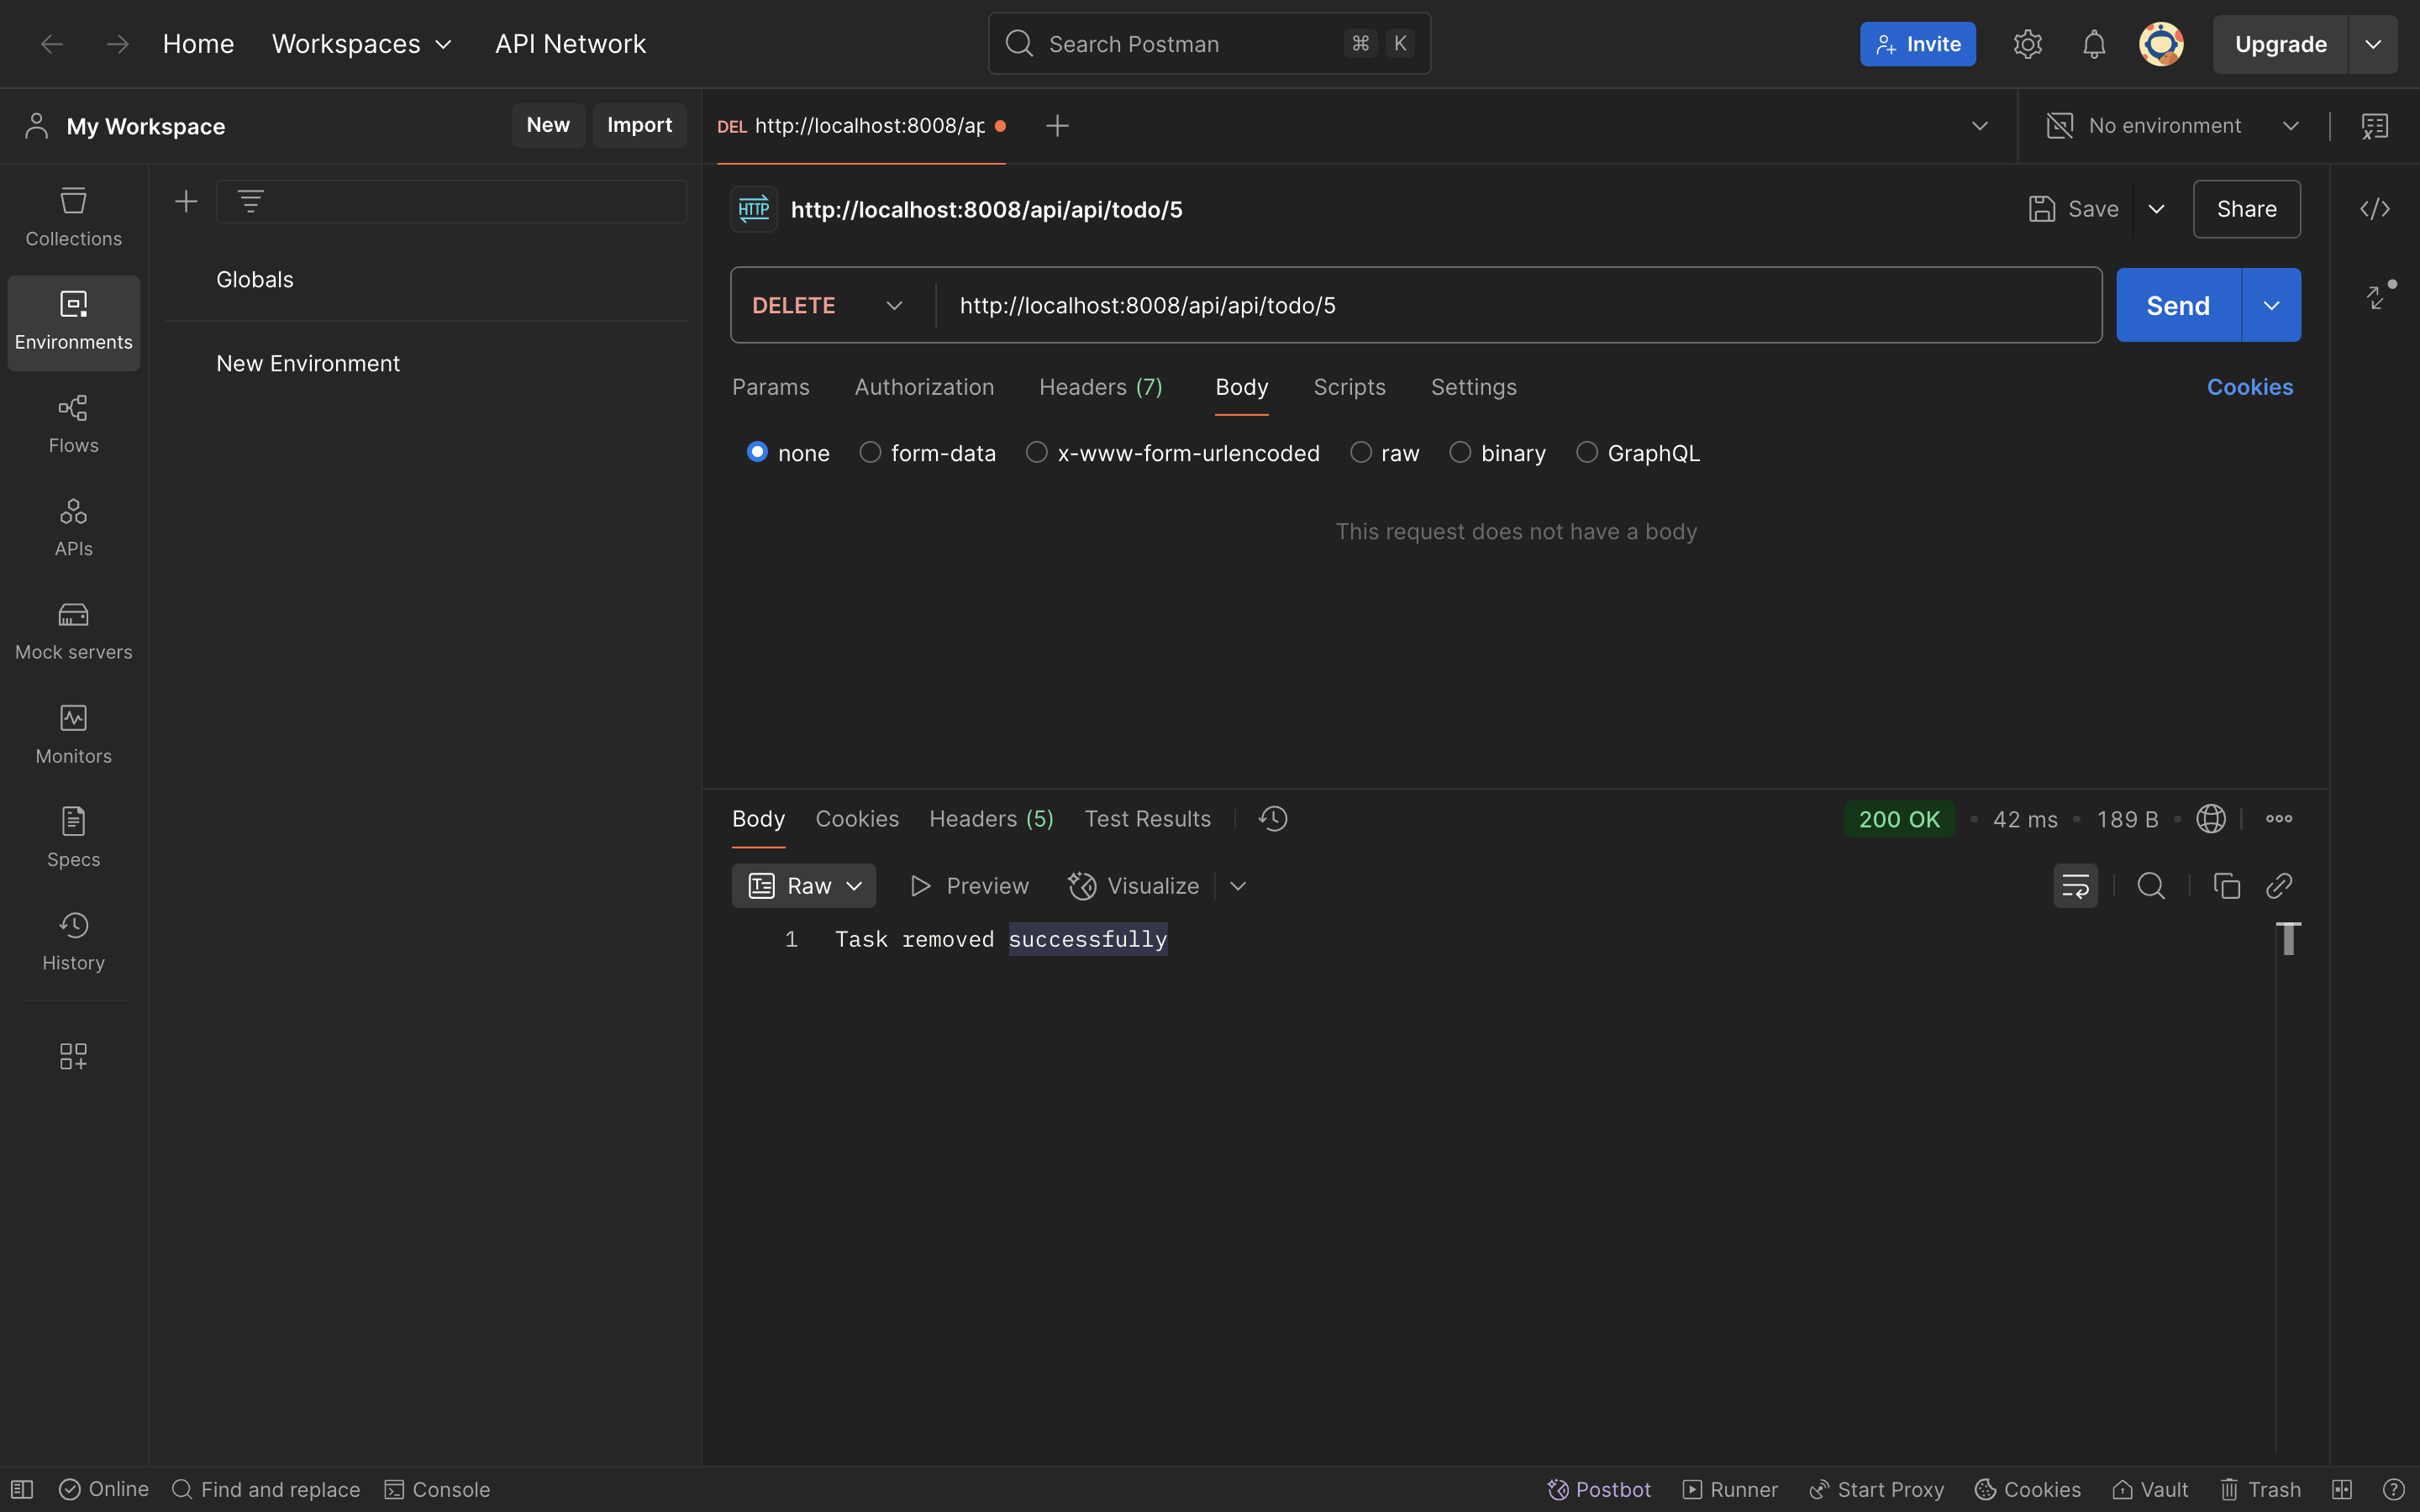 Home Workspaces API Network Search Postman ⌘ K Invite Upgrade
My Workspace New Import DEL http://localhost:8008/ap No environment
Collections
Environments
Flows
APIs
Mock servers
Monitors
Specs
History
Globals
New Environment
HTTP http://localhost:8008/api/api/todo/5 Save Share
DELETE http://localhost:8008/api/api/todo/5 Send
Params Authorization Headers (7) Body Scripts Settings Cookies
none form-data x-www-form-urlencoded raw binary GraphQL
This request does not have a body
Body Cookies Headers (5) Test Results 200 OK • 42 ms • 189 B •
Raw Preview Visualize
1 Task removed successfully
Online Find and replace Console Postbot Runner Start Proxy Cookies Vault Trash